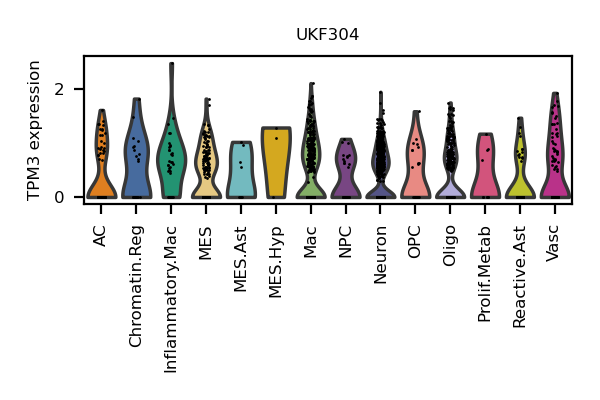 UKF304
TPM3 expression
2
0
AC
Chromatin.Reg
Inflammatory.Mac
MES
MES.Ast
MES.Hyp
Mac
NPC
Neuron
OPC
Oligo
Prolif.Metab
Reactive.Ast
Vasc